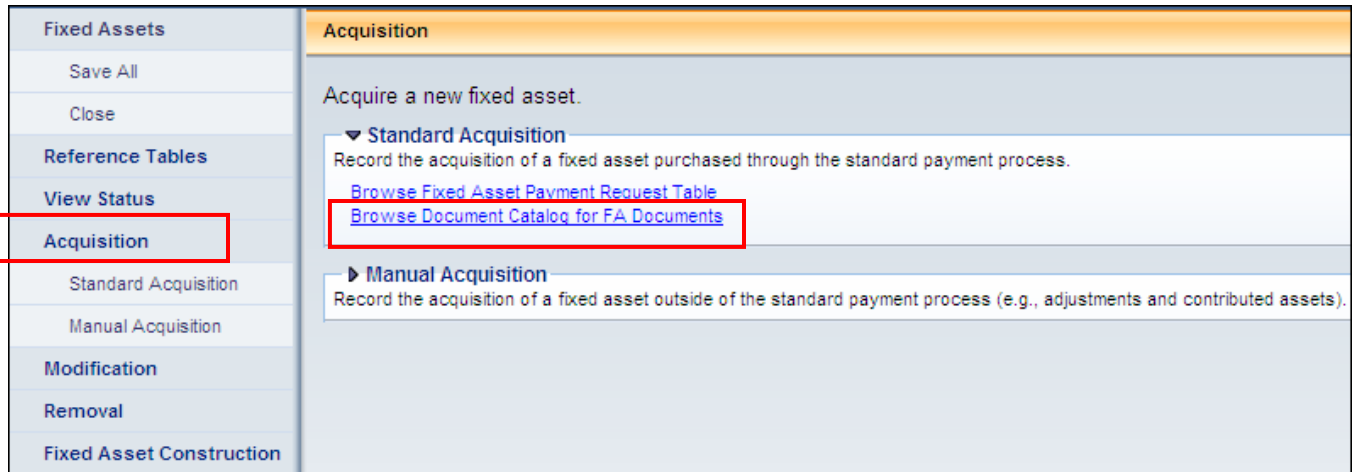 Fixed Assets
Save All
Close
Reference Tables
View Status
Acquisition
Standard Acquisition
Manual Acquisition
Modification
Removal
Fixed Asset Construction
Acquisition
Acquire a new fixed asset.
Standard Acquisition
Record the acquisition of a fixed asset purchased through the standard payment process.
Browse Fixed Asset Payment Request Table
Browse Document Catalog for FA Documents
Manual Acquisition
Record the acquisition of a fixed asset outside of the standard payment process (e.g., adjustments and contributed assets).